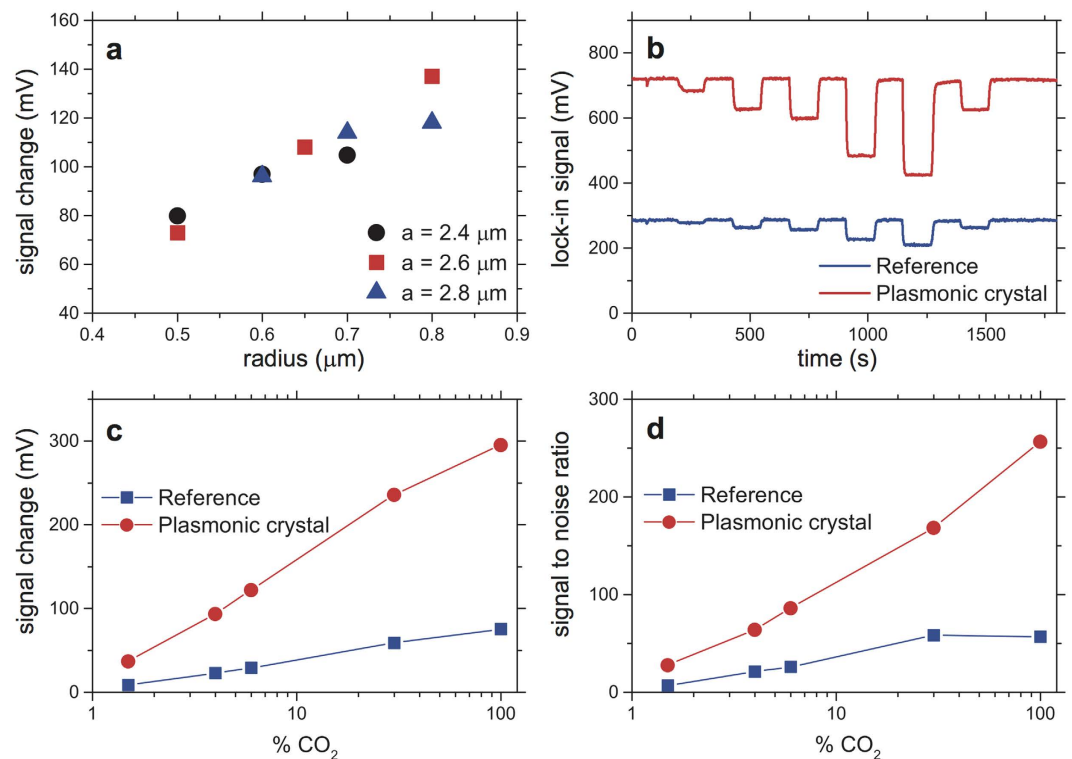 a
signal change (mV)
160
140
120
100
80
60
40
0.4 0.5 0.6 0.7 0.8 0.9
radius (μm)
a = 2.4 μm
a = 2.6 μm
a = 2.8 μm
b
lock-in signal (mV)
800
600
400
200
0
0 500 1000 1500
time (s)
Reference
Plasmonic crystal
c
signal change (mV)
300
200
100
0
1 10 100
% CO2
Reference
Plasmonic crystal
d
signal to noise ratio
300
200
100
0
1 10 100
% CO2
Reference
Plasmonic crystal